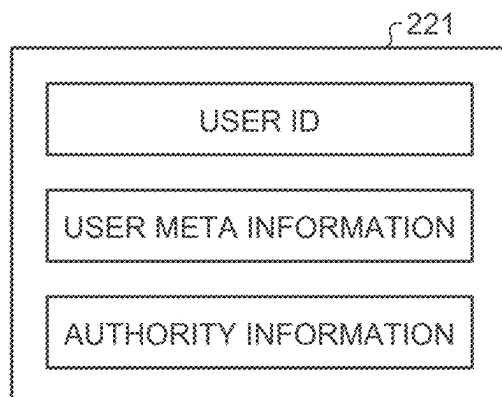 221
USER ID
USER META INFORMATION
AUTHORITY INFORMATION